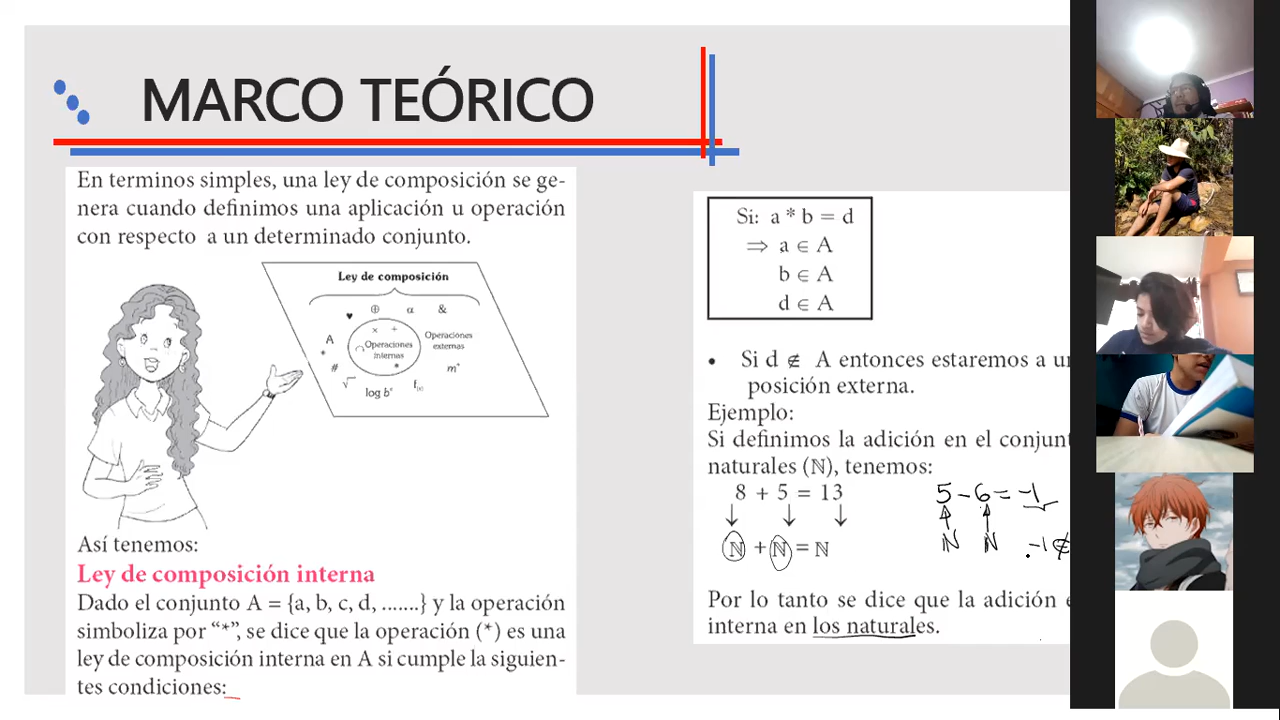 MARCO TEÓRICO
En terminos simples, una ley de composición se ge-
nera cuando definimos una aplicación u operación
con respecto a un determinado conjunto.
Ley de composición
♥ ⊕ α &
A × + Operaciones
* Operaciones externas
internas
# * m°
√ f(x)
log b°
Así tenemos:
Ley de composición interna
Dado el conjunto A = {a, b, c, d, .......} y la operación
simboliza por “*”, se dice que la operación (*) es una
ley de composición interna en A si cumple la siguien-
tes condiciones:
Si: a * b = d
⇒ a ∈ A
b ∈ A
d ∈ A
• Si d ∉ A entonces estaremos a
posición externa.
Ejemplo:
Si definimos la adición en el
naturales (ℕ), tenemos:
8 + 5 = 13
↓ ↓ ↓
ℕ + ℕ = ℕ
5 - 6 = -1
ℕ ℕ -1 ∉
Por lo tanto se dice que la adición
interna en los naturales.